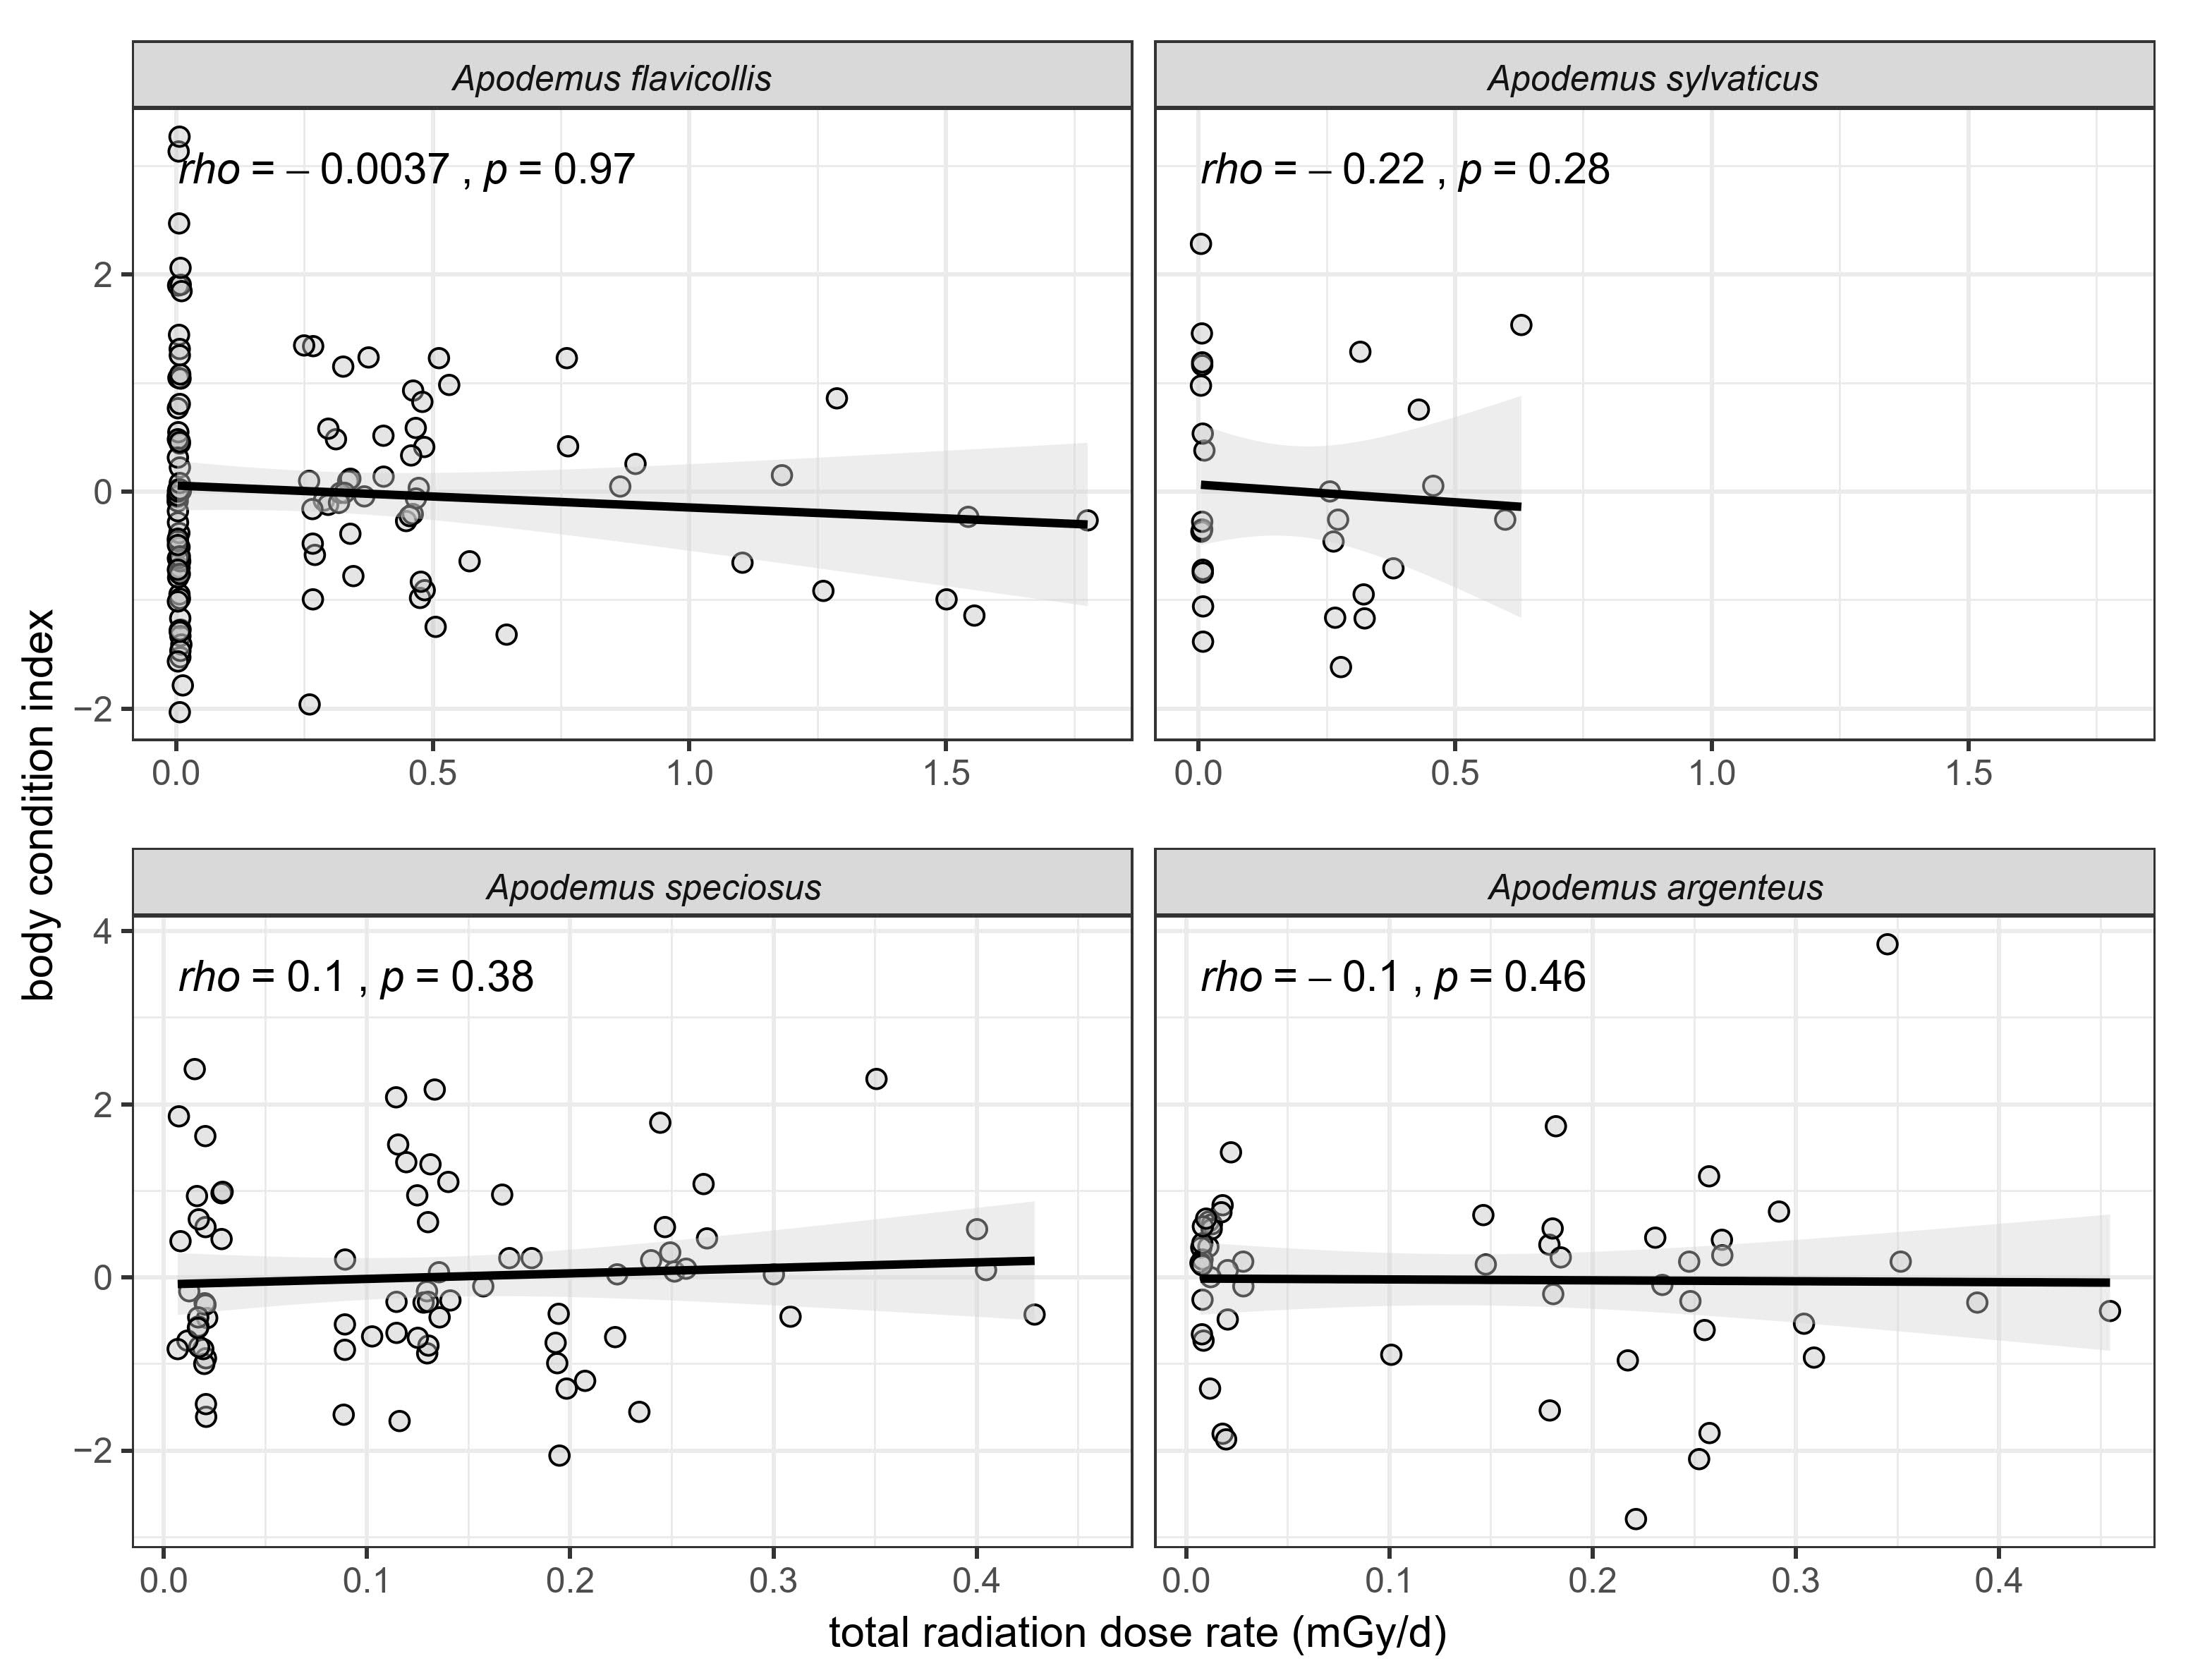 Apodemus flavicollis
Apodemus sylvaticus
rho = – 0.0037 , p = 0.97
rho = – 0.22 , p = 0.28
2
0
−2
0.0 0.5 1.0 1.5
0.0 0.5 1.0 1.5
body condition index
Apodemus speciosus
Apodemus argenteus
rho = 0.1 , p = 0.38
rho = – 0.1 , p = 0.46
4
2
0
−2
0.0 0.1 0.2 0.3 0.4
0.0 0.1 0.2 0.3 0.4
total radiation dose rate (mGy/d)